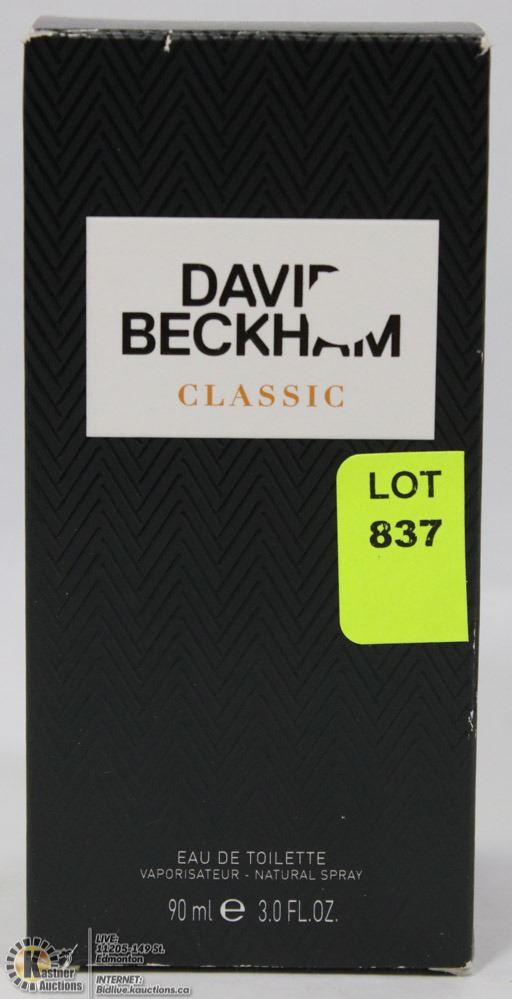 DAVID
BECKHAM
CLASSIC
LOT
837
EAU DE TOILETTE
VAPORISATEUR - NATURAL SPRAY
90 ml e 3.0 FL.OZ.
Kastner
Auctions
LIVE:
11205-149 St.
Edmonton
INTERNET:
Bidlive.kauctions.ca